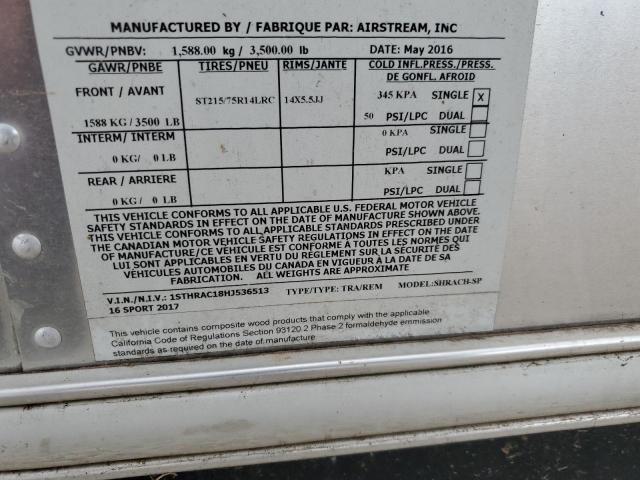 MANUFACTURED BY / FABRIQUE PAR: AIRSTREAM, INC
GVWR/PNBV: 1,588.00 kg / 3,500.00 lb DATE: May 2016
GAWR/PNBE TIRES/PNEU RIMS/JANTE COLD INFL.PRESS./PRESS.
DE GONFL. AFROID
FRONT / AVANT ST215/75R14LRC 14X5.5JJ 345 KPA SINGLE X
1588 KG / 3500 LB 50 PSI/LPC DUAL
INTERM/ INTERM 0 KPA SINGLE
0 KG/ 0 LB PSI/LPC DUAL
REAR / ARRIERE KPA SINGLE
0 KG / 0 LB PSI/LPC DUAL
THIS VEHICLE CONFORMS TO ALL APPLICABLE U.S. FEDERAL MOTOR VEHICLE
SAFETY STANDARDS IN EFFECT ON THE DATE OF MANUFACTURE SHOWN ABOVE.
THIS VEHICLE CONFORMS TO ALL APPLICABLE STANDARDS PRESCRIBED UNDER
THE CANADIAN MOTOR VEHICLE SAFETY REGULATIONS IN EFFECT ON THE DATE
OF MANUFACTURE/CE VÉHICULE EST CONFORME À TOUTES LES NORMES QUI
LUI SONT APPLICABLES EN VERTU DU RÈGLEMENT SUR LA SÉCURITÉ DES
VÉHICULES AUTOMOBILES DU CANADA EN VIGUEUR À LA DATE DE SA
FABRICATION/ ALL WEIGHTS ARE APPROXIMATE
V.I.N./N.I.V.: 1STHRAC18HJ536513 TYPE/TYPE: TRA/REM MODEL:SHRACH-SP
16 SPORT 2017
This vehicles composite wood products that comply with the applicable
California Code of Regulations Section 93120.2 Phase 2 formaldehyde emmission
standards as required on the date of manufacture